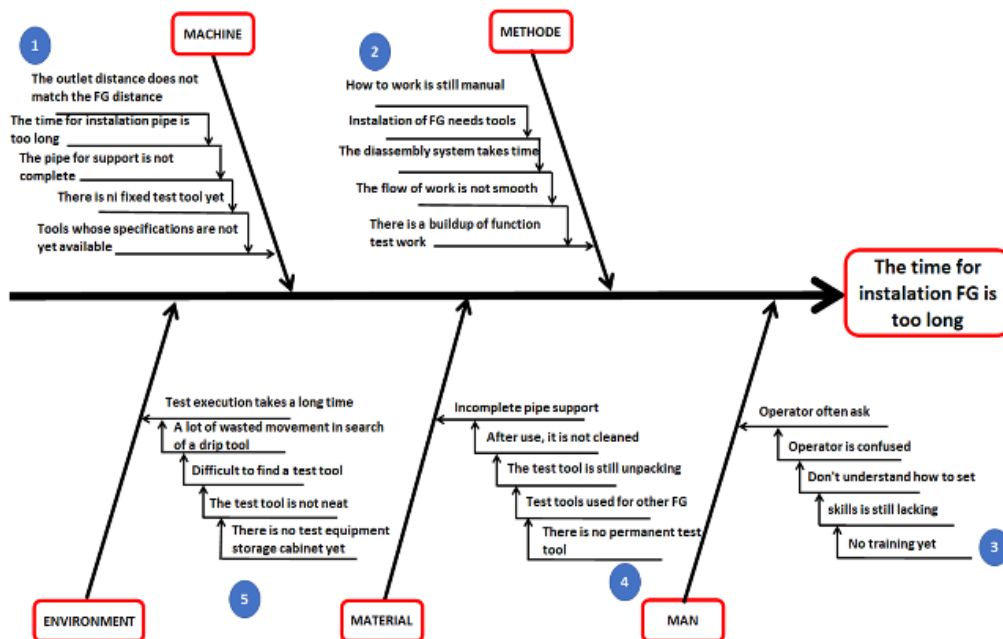 1
MACHINE
The outlet distance does not
match the FG distance
The time for instalation pipe is
too long
The pipe for support is not
complete
There is ni fixed test tool yet
Tools whose specifications are not
yet available
2
METHODE
How to work is still manual
Instalation of FG needs tools
The diassembly system takes time
The flow of work is not smooth
There is a buildup of function
test work
The time for
instalation FG is
too long
Test execution takes a long time
A lot of wasted movement in search
of a drip tool
Difficult to find a test tool
The test tool is not neat
There is no test equipment
storage cabinet yet
5
ENVIRONMENT
Incomplete pipe support
After use, it is not cleaned
The test tool is still unpacking
Test tools used for other FG
There is no permanent test
tool
4
MATERIAL
Operator often ask
Operator is confused
Don't understand how to set
skills is still lacking
No training yet
3
MAN